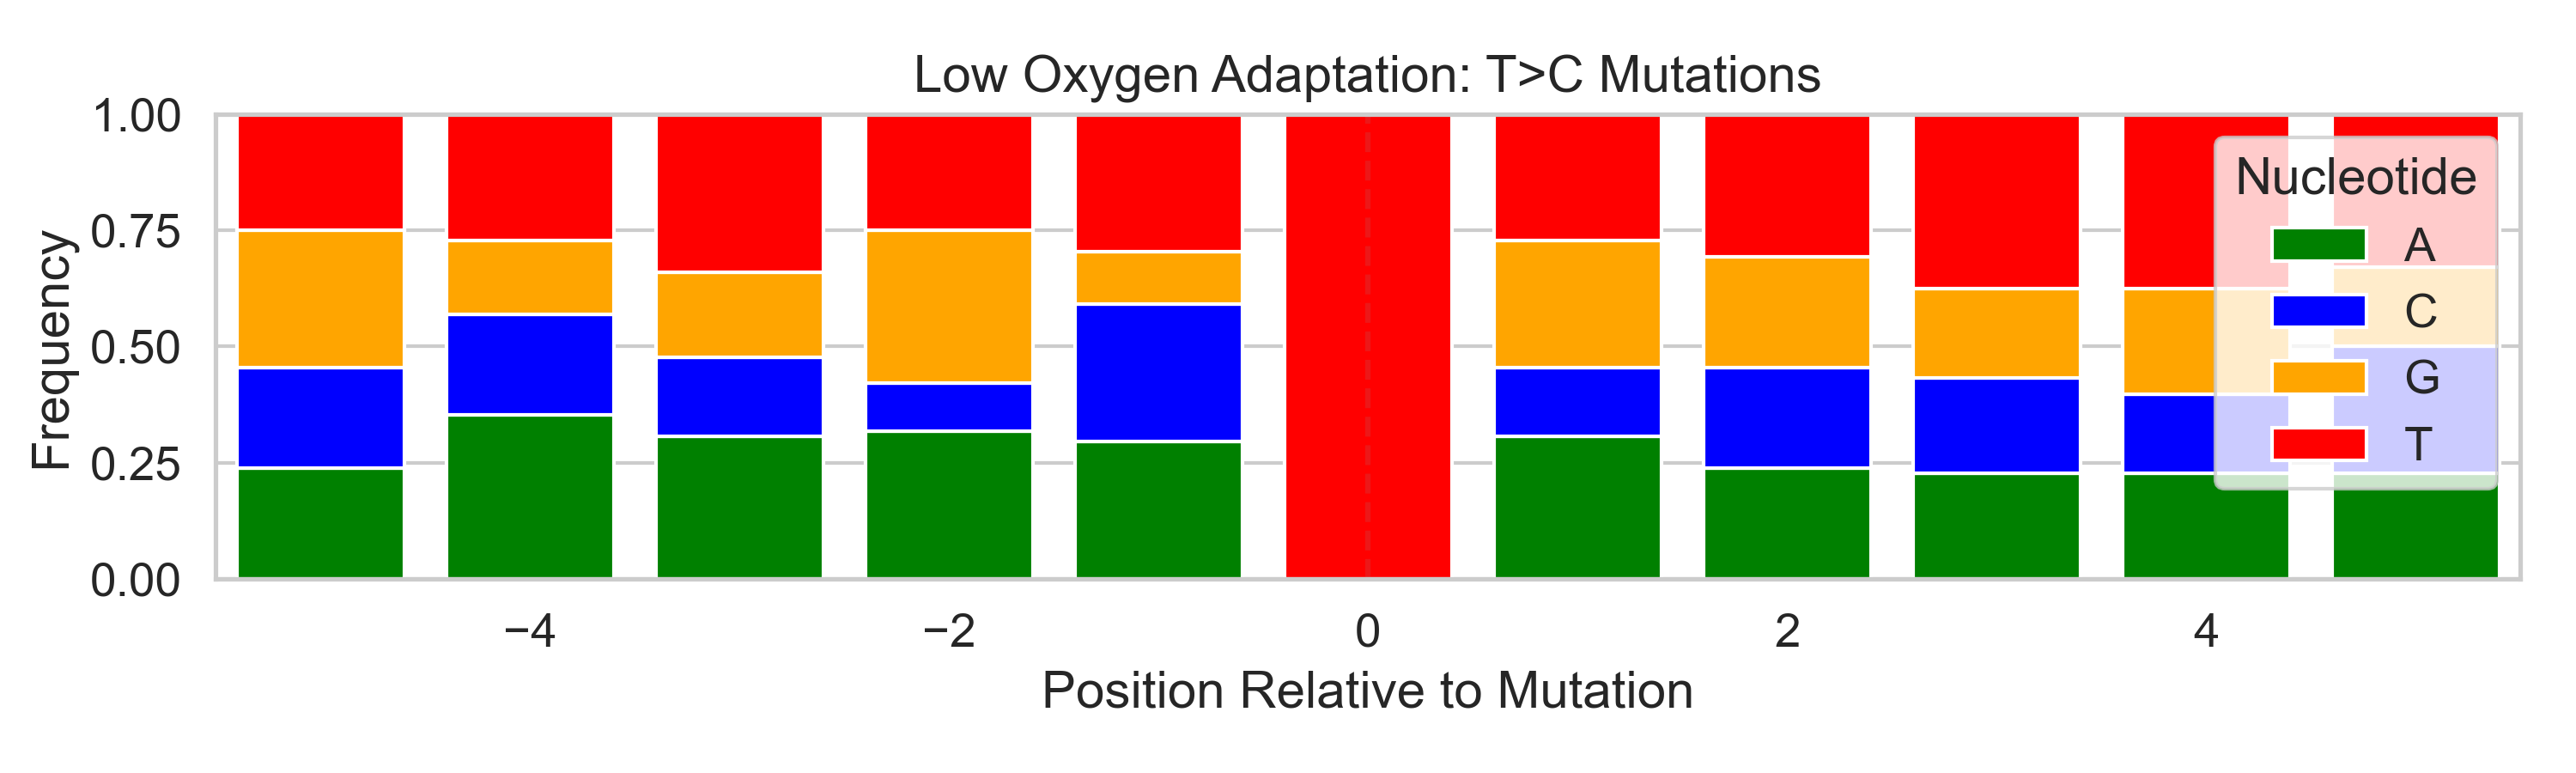 Low Oxygen Adaptation: T>C Mutations
1.00
0.75
0.50
0.25
0.00
Frequency
Nucleotide
A
C
G
T
−4
−2
0
2
4
Position Relative to Mutation